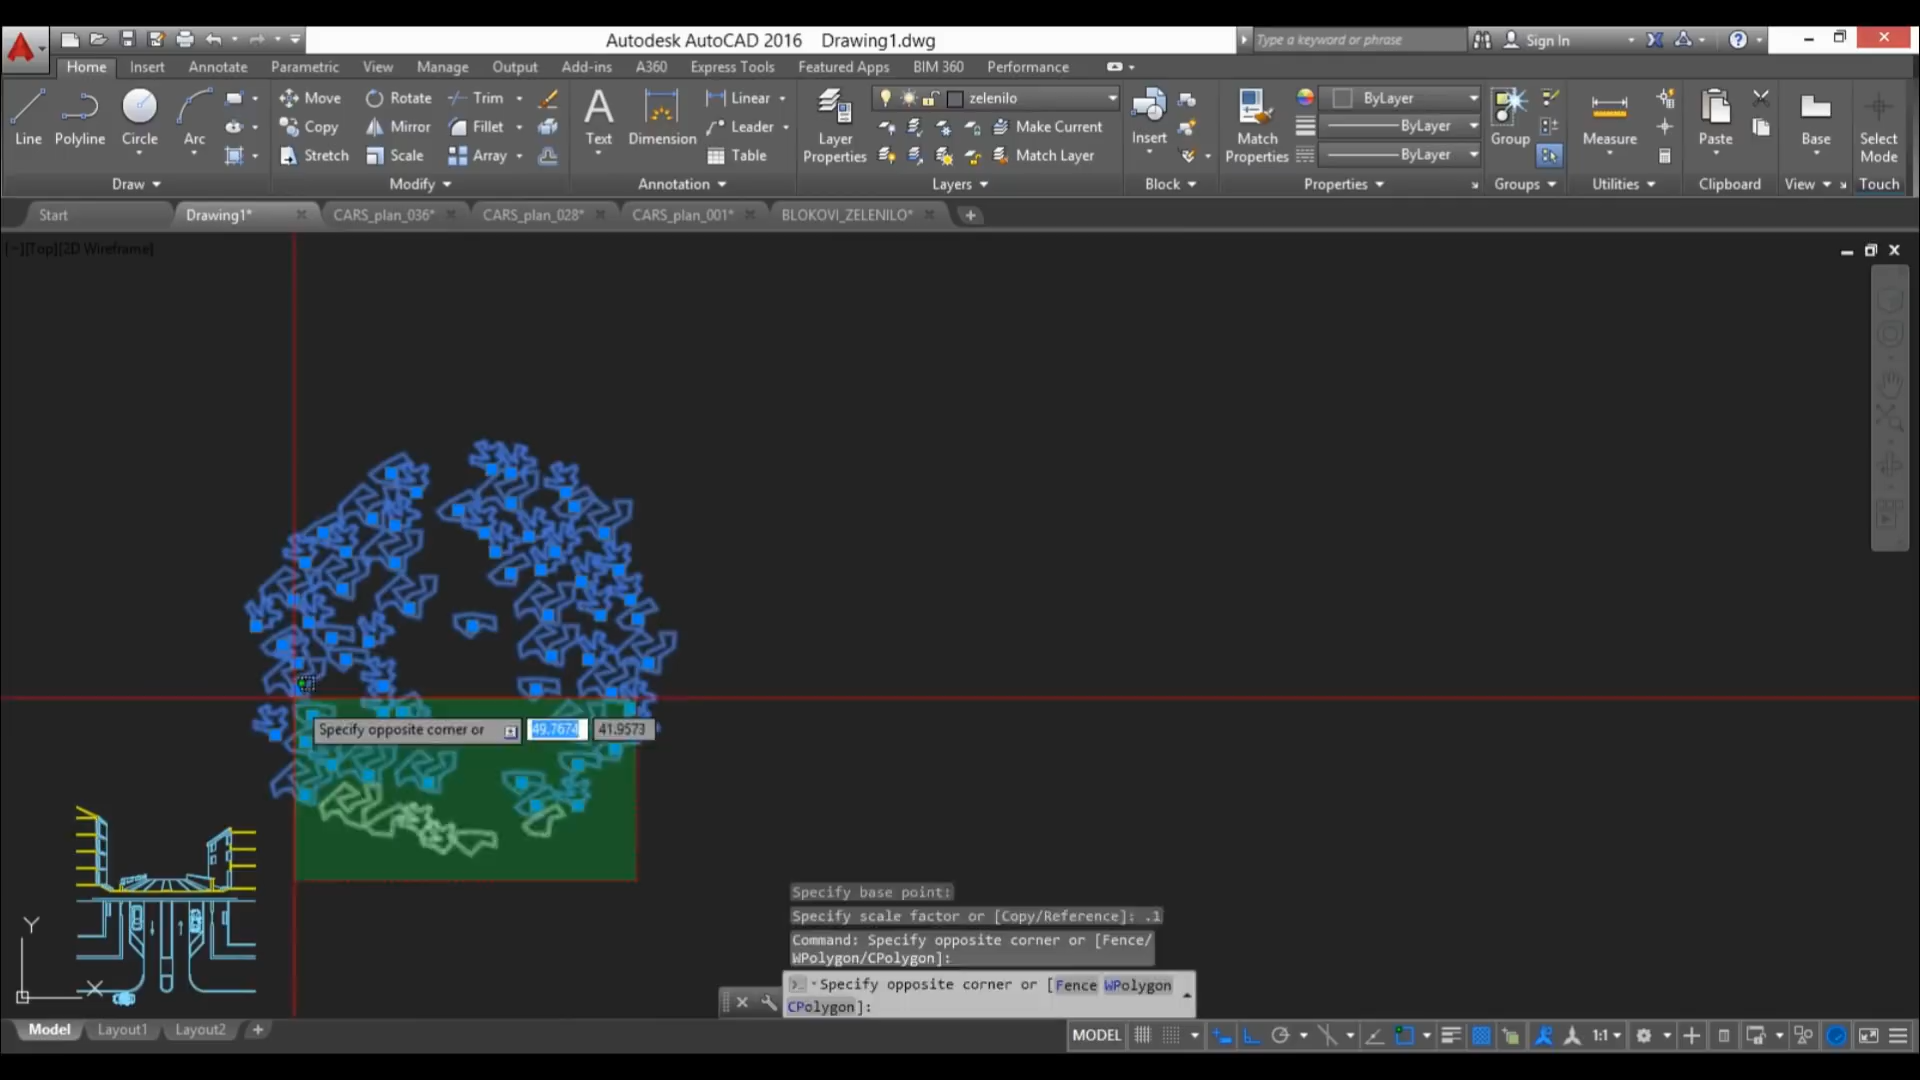 Autodesk AutoCAD 2016 Drawing1.dwg
Type a keyword or phrase
Sign In
Home Insert Annotate Parametric View Manage Output Add-ins A360 Express Tools Featured Apps BIM 360 Performance
Line Polyline Circle Arc
Move Rotate Trim
Copy Mirror Fillet
Stretch Scale Array
Text Dimension
Linear
Leader
Table
Layer Properties
zelenilo
Make Current
Match Layer
Insert
Match Properties
ByLayer
ByLayer
ByLayer
Group
Measure
Paste
Base
Select Mode
Draw Modify Annotation Layers Block Properties Groups Utilities Clipboard View Touch
Start Drawing1* CARS_plan_036* CARS_plan_028* CARS_plan_001* BLOKOVI_ZELENILO*
[−][Top][2D Wireframe]
Specify opposite corner or 49.7674 41.9573
Y
X
Specify base point:
Specify scale factor or [Copy/Reference]: .1
Command: Specify opposite corner or [Fence/
WPolygon/CPolygon]:
Specify opposite corner or [Fence WPolygon
CPolygon]:
Model Layout1 Layout2
MODEL 1:1